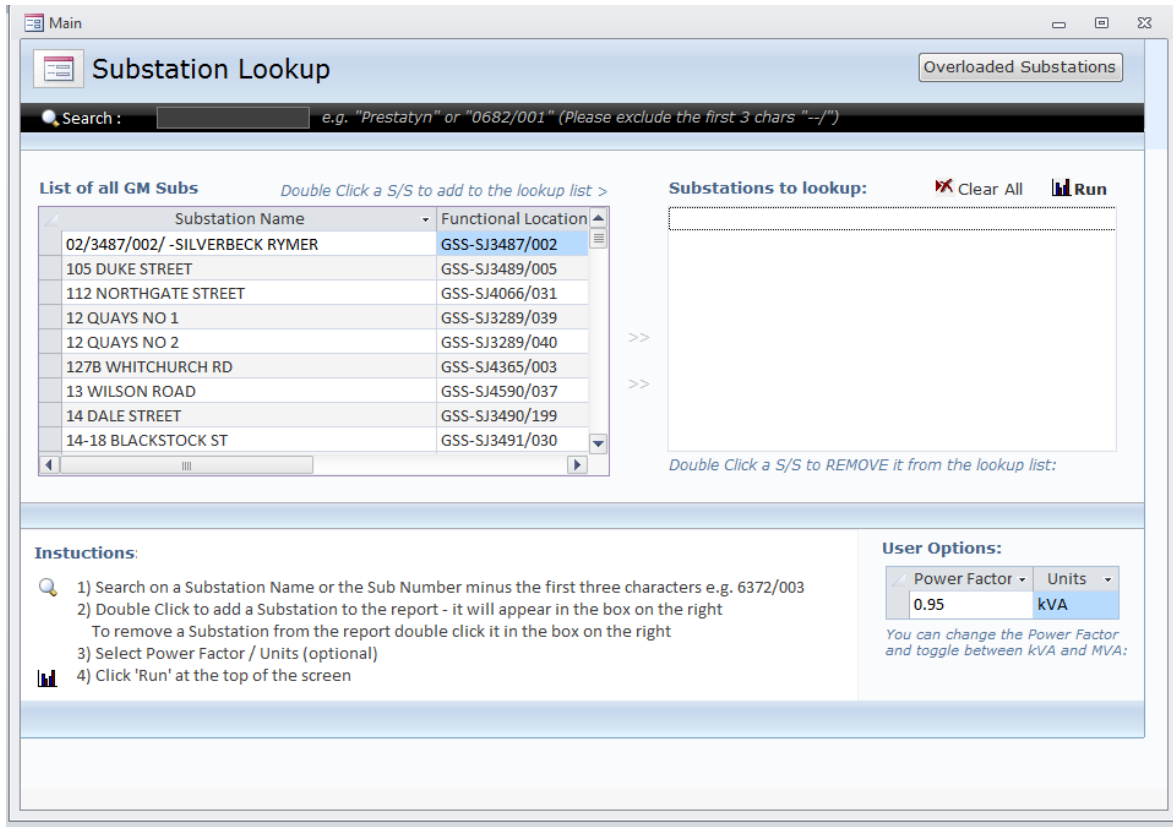 Main
Substation Lookup
Overloaded Substations
Search :
e.g. "Prestatyn" or "0682/001" (Please exclude the first 3 chars "--/")
List of all GM Subs
Double Click a S/S to add to the lookup list >
Substation Name Functional Location
02/3487/002/ -SILVERBECK RYMER GSS-SJ3487/002
105 DUKE STREET GSS-SJ3489/005
112 NORTHGATE STREET GSS-SJ4066/031
12 QUAYS NO 1 GSS-SJ3289/039
12 QUAYS NO 2 GSS-SJ3289/040
127B WHITCHURCH RD GSS-SJ4365/003
13 WILSON ROAD GSS-SJ4590/037
14 DALE STREET GSS-SJ3490/199
14-18 BLACKSTOCK ST GSS-SJ3491/030
>>
>>
Substations to lookup:
Clear All
Run
Double Click a S/S to REMOVE it from the lookup list:
Instuctions:
1) Search on a Substation Name or the Sub Number minus the first three characters e.g. 6372/003
2) Double Click to add a Substation to the report - it will appear in the box on the right
To remove a Substation from the report double click it in the box on the right
3) Select Power Factor / Units (optional)
4) Click 'Run' at the top of the screen
User Options:
Power Factor Units
0.95 kVA
You can change the Power Factor
and toggle between kVA and MVA: